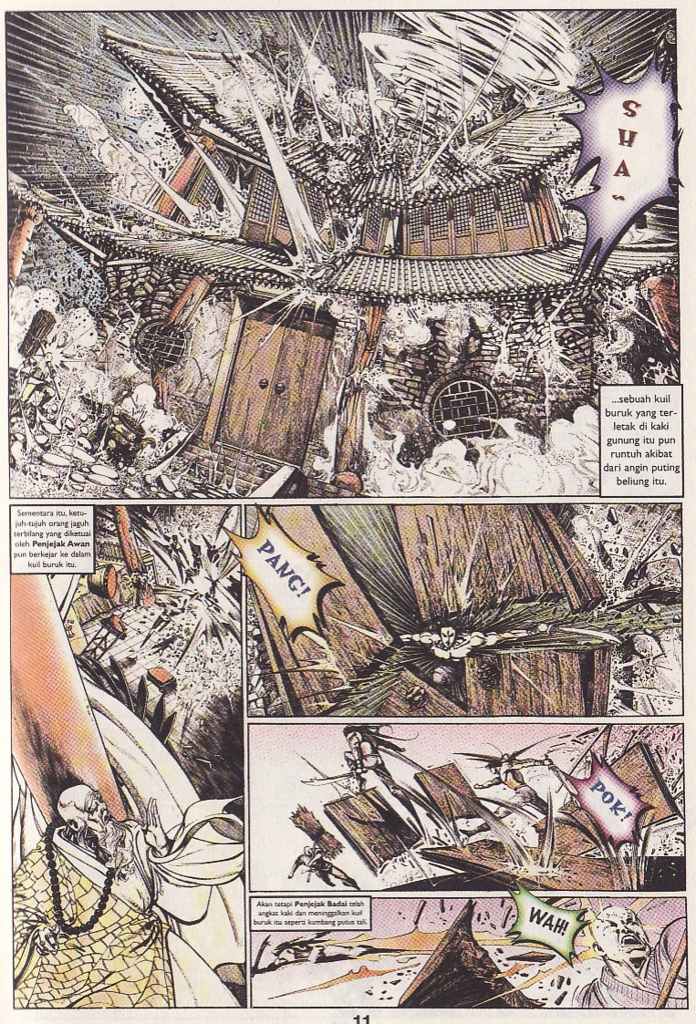 SHA~
...sebuah kuil
buruk yang ter-
letak di kaki
gunung itu pun
runtuh akibat
dari angin puting
beliung itu.
Sementara itu, ketu-
juh-tujuh orang jaguh
terbilang yang diketuai
oleh Penjejak Awan
pun berkejar ke dalam
kuil buruk itu.
PANG!
POK!
Akan tetapi Penjejak Badai telah
angkat kaki dan meninggalkan kuil
buruk itu seperti kumbang putus tali.
WAH!
11